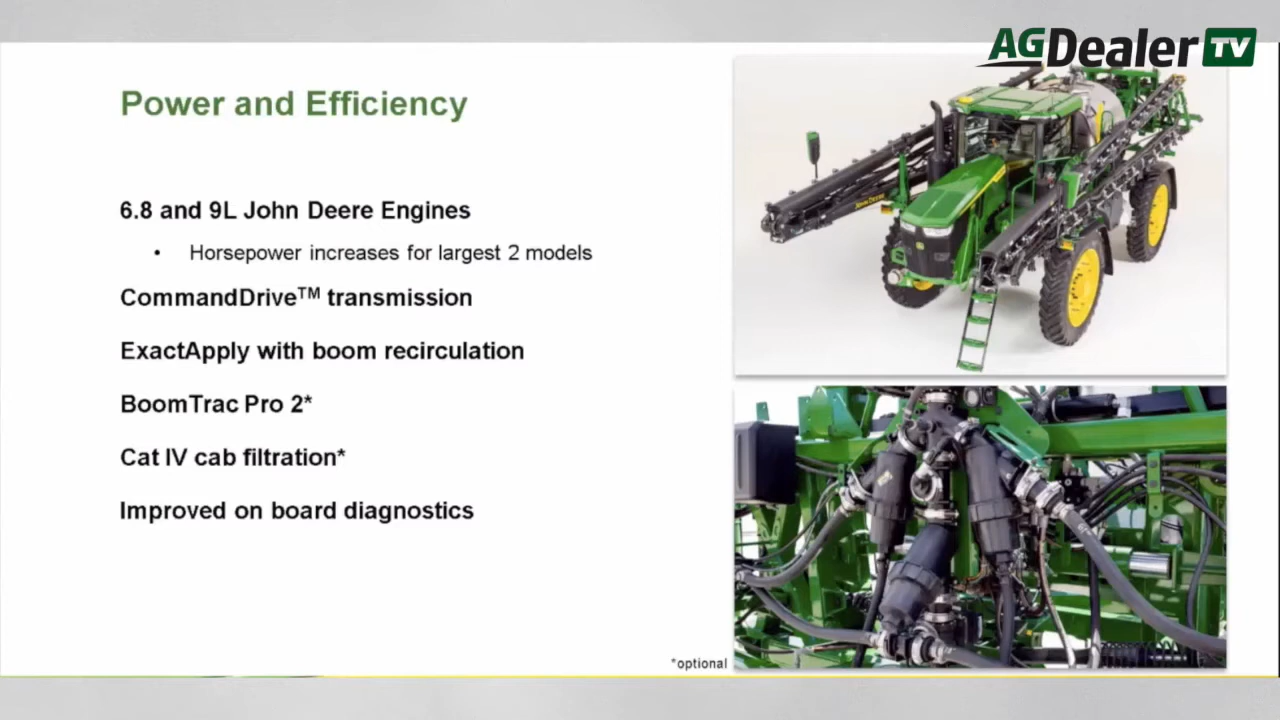 AGDealer TV
Power and Efficiency
6.8 and 9L John Deere Engines
• Horsepower increases for largest 2 models
CommandDrive™ transmission
ExactApply with boom recirculation
BoomTrac Pro 2*
Cat IV cab filtration*
Improved on board diagnostics
*optional
JOHN DEERE